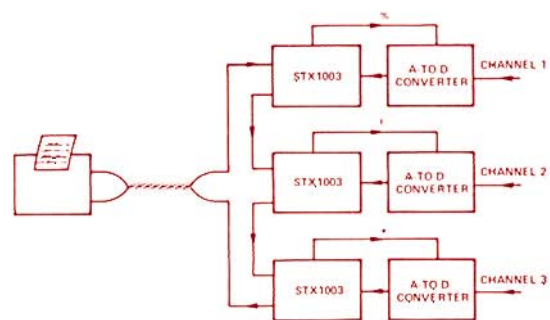 %
STX1003
A-TO D
CONVERTER
CHANNEL 1
STX1003
A-TO D
CONVERTER
CHANNEL 2
STX1003
A-TO D
CONVERTER
CHANNEL 3